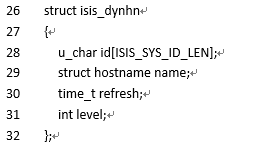 26 struct isis_dynhn↵
27 {↵
28 u_char id[ISIS_SYS_ID_LEN];↵
29 struct hostname name;↵
30 time_t refresh;↵
31 int level;↵
32 };↵